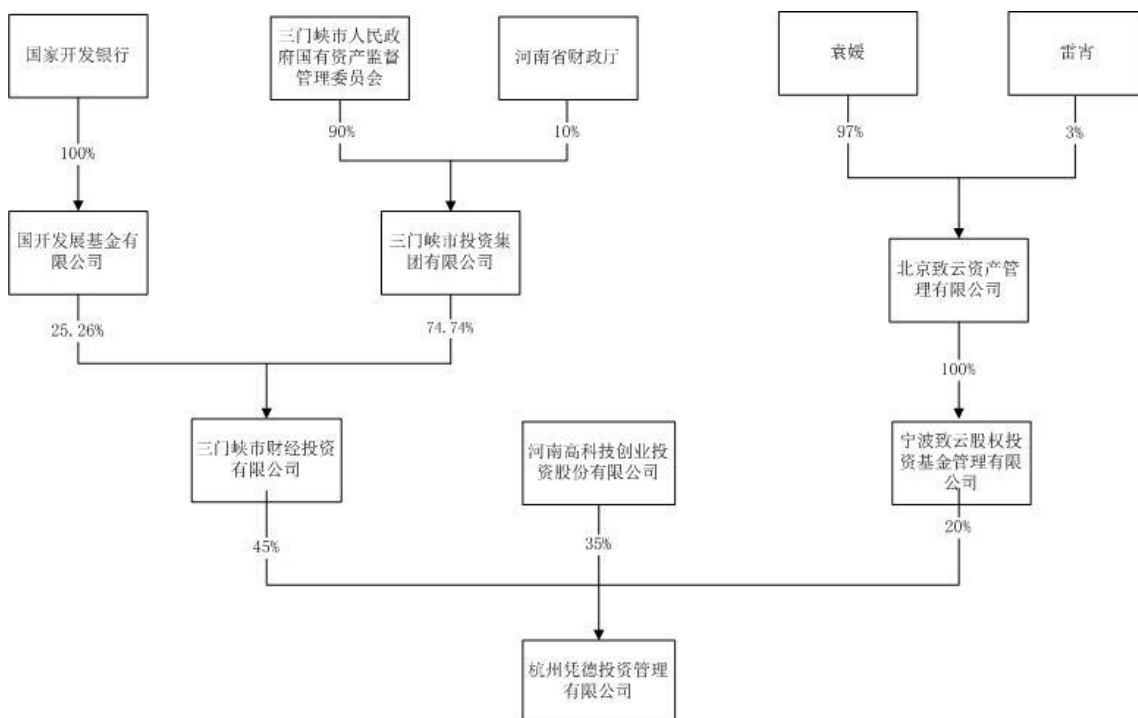 国家开发银行
三门峡市人民政
府国有资产监督
管理委员会
河南省财政厅
袁媛
雷宵
90%
10%
97%
3%
100%
国开发展基金有
限公司
三门峡市投资集
团有限公司
北京致云资产管
理有限公司
25.26%
74.74%
100%
三门峡市财经投资
有限公司
河南高科技创业投
资股份有限公司
宁波致云股权投
资基金管理有限公
司
45%
35%
20%
杭州凭德投资管理
有限公司